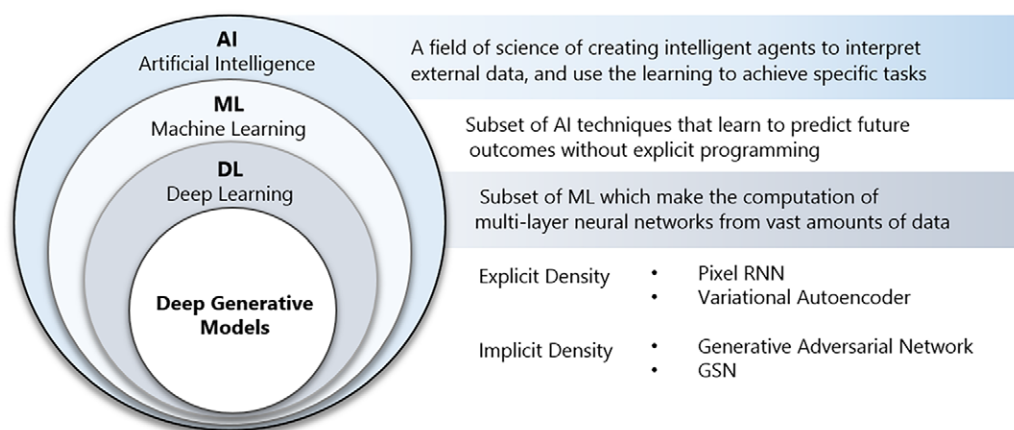 AI
Artificial Intelligence
A field of science of creating intelligent agents to interpret
external data, and use the learning to achieve specific tasks
ML
Machine Learning
Subset of AI techniques that learn to predict future
outcomes without explicit programming
DL
Deep Learning
Subset of ML which make the computation of
multi-layer neural networks from vast amounts of data
Deep Generative
Models
Explicit Density • Pixel RNN
• Variational Autoencoder
Implicit Density • Generative Adversarial Network
• GSN